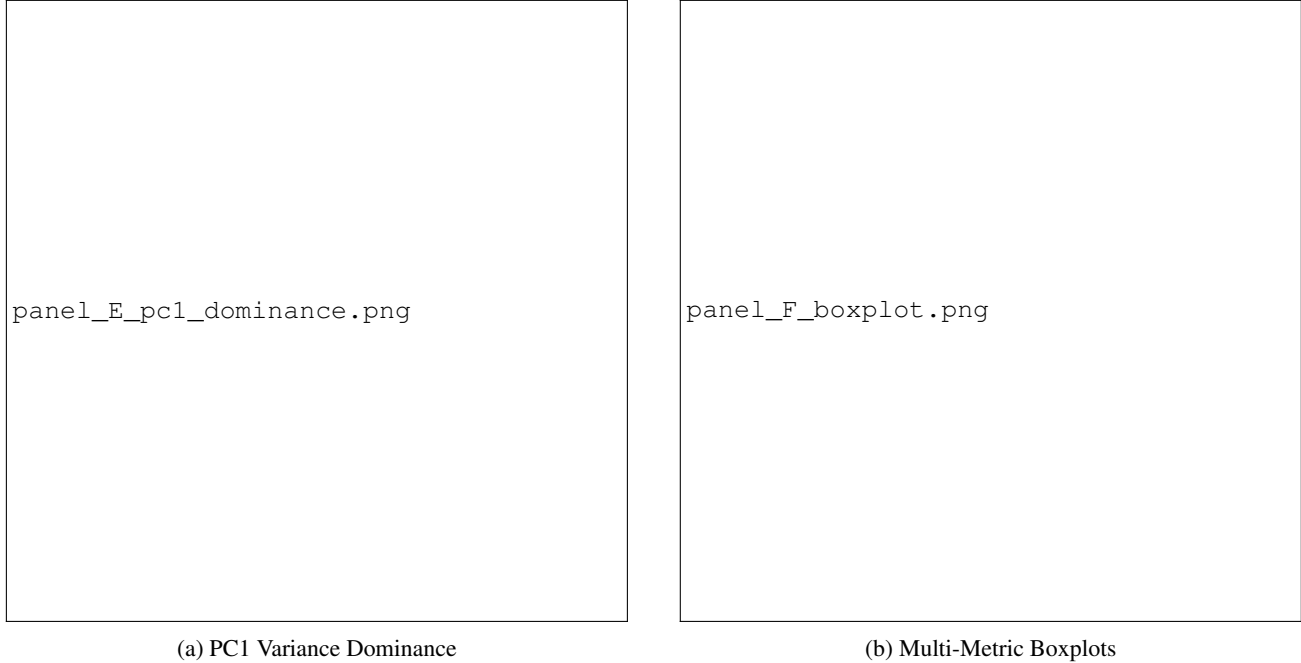 panel_E_pc1_dominance.png
panel_F_boxplot.png
(a) PC1 Variance Dominance
(b) Multi-Metric Boxplots